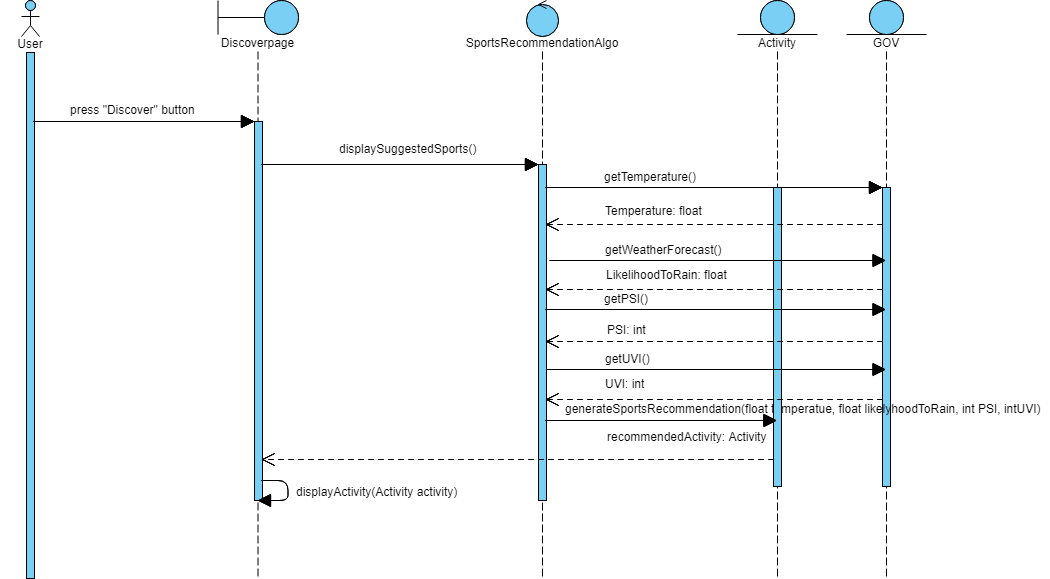 User
Discoverpage
SportsRecommendationAlgo
Activity
GOV
press "Discover" button
displaySuggestedSports()
getTemperature()
Temperature: float
getWeatherForecast()
LikelihoodToRain: float
getPSI()
PSI: int
getUVI()
UVI: int
generateSportsRecommendation(float temperatue, float likelyhoodToRain, int PSI, intUVI)
recommendedActivity: Activity
displayActivity(Activity activity)